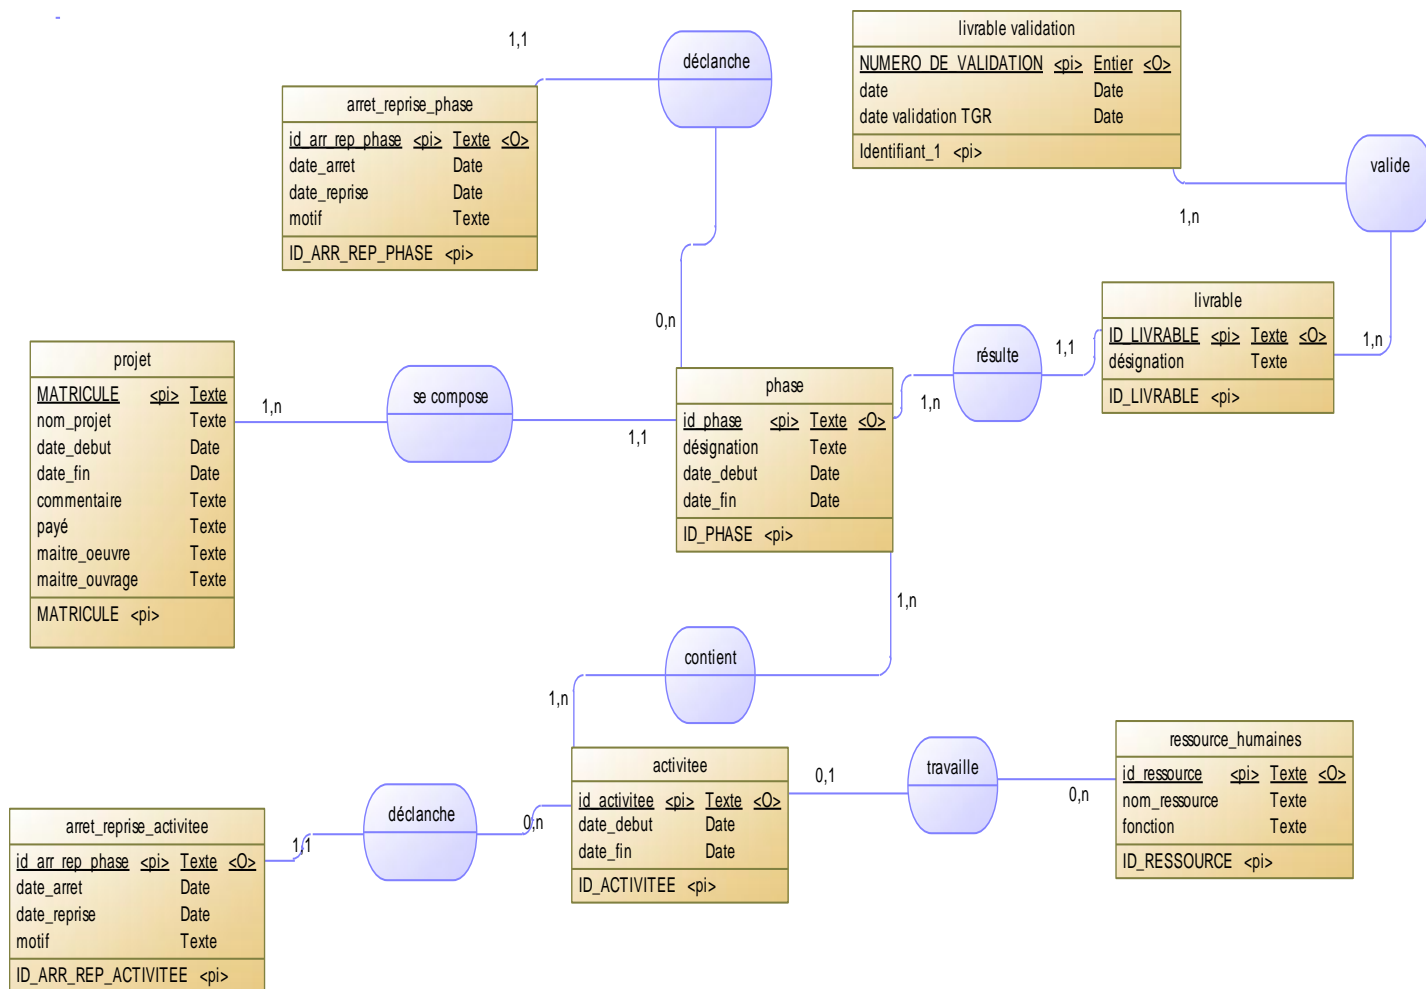 1,1
déclanche
livrable validation
NUMERO_DE_VALIDATION <pi> Entier <O>
date Date
date validation TGR Date
Identifiant_1 <pi>
arret_reprise_phase
id_arr_rep_phase <pi> Texte <O>
date_arret Date
date_reprise Date
motif Texte
ID_ARR_REP_PHASE <pi>
valide
1,n
0,n
livrable
ID_LIVRABLE <pi> Texte <O>
désignation Texte
ID_LIVRABLE <pi>
1,n
résulte
1,1
1,n
projet
MATRICULE <pi> Texte
nom_projet Texte
date_debut Date
date_fin Date
commentaire Texte
payé Texte
maitre_oeuvre Texte
maitre_ouvrage Texte
MATRICULE <pi>
1,n
se compose
1,1
phase
id_phase <pi> Texte <O>
désignation Texte
date_debut Date
date_fin Date
ID_PHASE <pi>
1,n
contient
1,n
activitee
id_activitee <pi> Texte <O>
date_debut Date
date_fin Date
ID_ACTIVITEE <pi>
0,1
travaille
0,n
ressource_humaines
id_ressource <pi> Texte <O>
nom_ressource Texte
fonction Texte
ID_RESSOURCE <pi>
déclanche
0,n
1,1
arret_reprise_activitee
id_arr_rep_phase <pi> Texte <O>
date_arret Date
date_reprise Date
motif Texte
ID_ARR_REP_ACTIVITEE <pi>